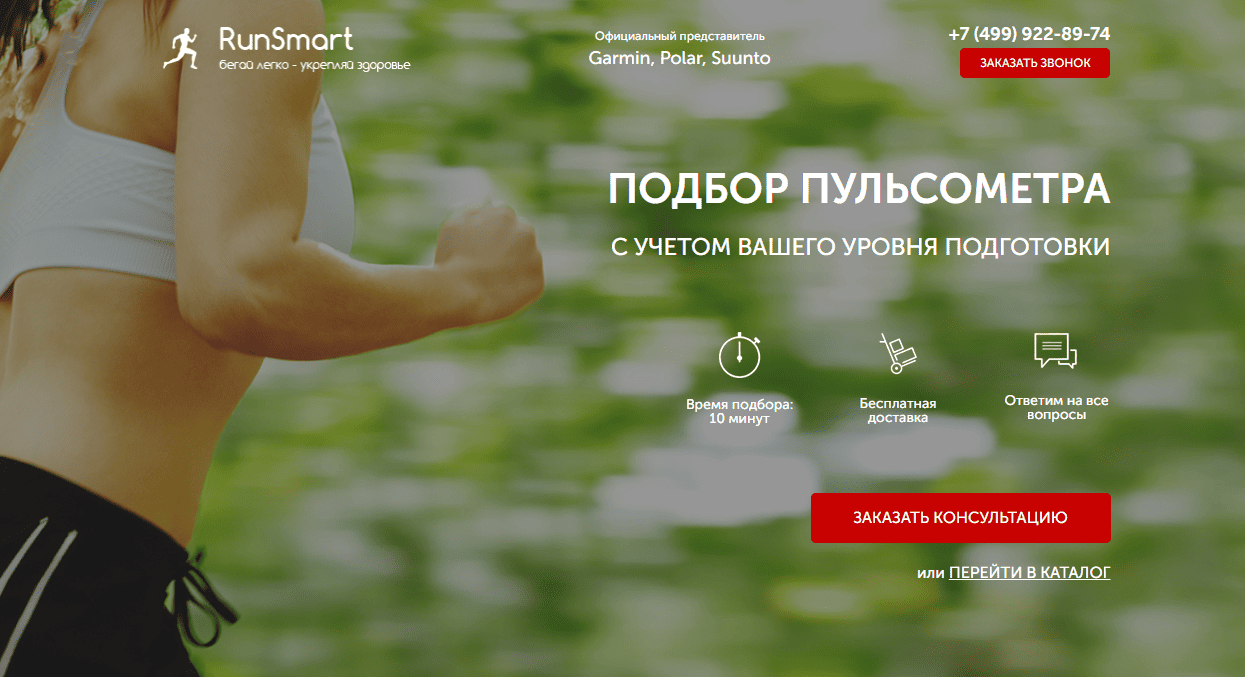 RunSmart
бегай легко - укрепляй здоровье
Официальный представитель
Garmin, Polar, Suunto
+7 (499) 922-89-74
ЗАКАЗАТЬ ЗВОНОК
ПОДБОР ПУЛЬСОМЕТРА
С УЧЕТОМ ВАШЕГО УРОВНЯ ПОДГОТОВКИ
Время подбора:
10 минут
Бесплатная
доставка
Ответим на все
вопросы
ЗАКАЗАТЬ КОНСУЛЬТАЦИЮ
или ПЕРЕЙТИ В КАТАЛОГ